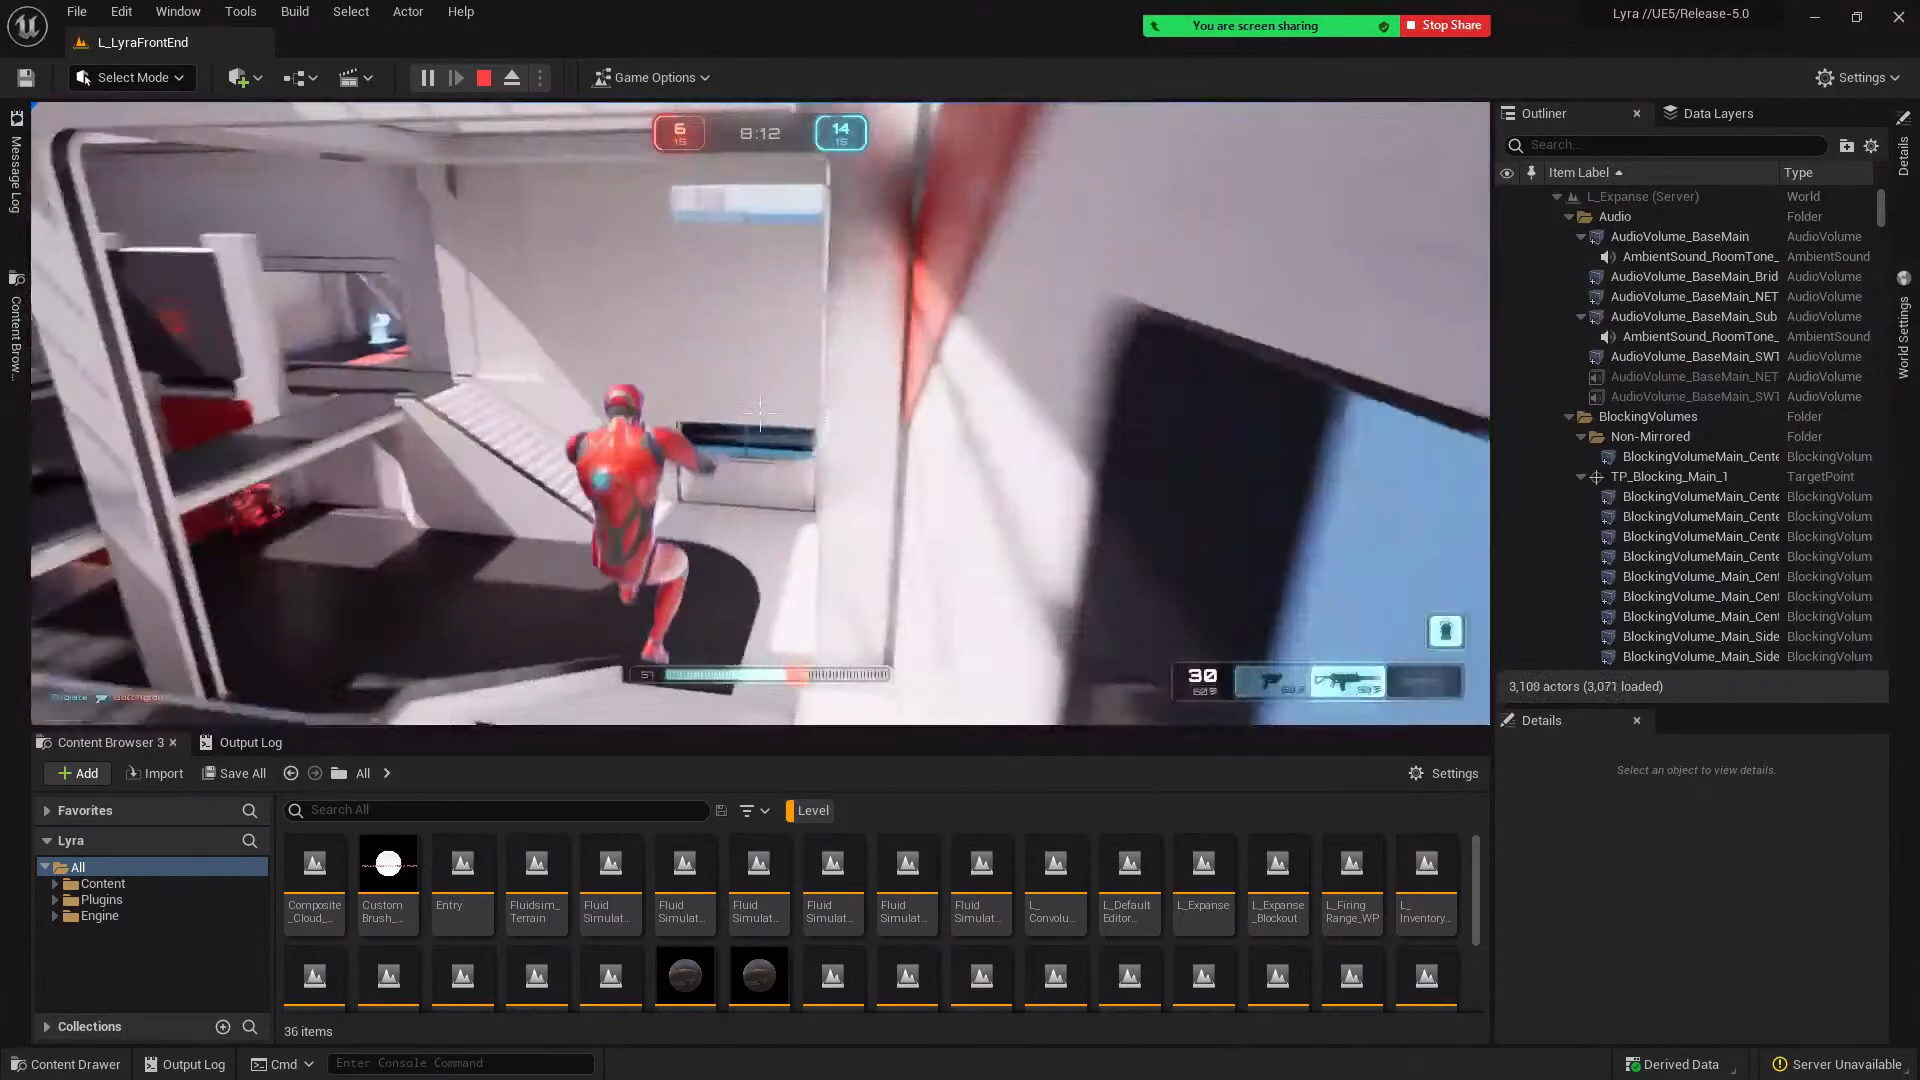 File Edit Window Tools Build Select Actor Help
You are screen sharing
Stop Share
Lyra //UE5/Release-5.0
L_LyraFrontEnd
Select Mode
Game Options
Settings
Message Log
Content Brow...
6
15
8:12
14
15
57
30
Outliner
Data Layers
Search...
Item Label Type
L_Expanse (Server) World
Audio Folder
AudioVolume_BaseMain AudioVolume
AmbientSound_RoomTone_ AmbientSound
AudioVolume_BaseMain_Brid AudioVolume
AudioVolume_BaseMain_NET AudioVolume
AudioVolume_BaseMain_Sub AudioVolume
AmbientSound_RoomTone_ AmbientSound
AudioVolume_BaseMain_SWT AudioVolume
AudioVolume_BaseMain_NET AudioVolume
AudioVolume_BaseMain_SWT AudioVolume
BlockingVolumes Folder
Non-Mirrored Folder
BlockingVolumeMain_Cente BlockingVolum
TP_Blocking_Main_1 TargetPoint
BlockingVolumeMain_Cente BlockingVolum
BlockingVolumeMain_Cente BlockingVolum
BlockingVolumeMain_Cente BlockingVolum
BlockingVolumeMain_Cente BlockingVolum
BlockingVolume_Main_Cent BlockingVolum
BlockingVolume_Main_Cent BlockingVolum
BlockingVolume_Main_Cent BlockingVolum
BlockingVolume_Main_Side BlockingVolum
BlockingVolume_Main_Side BlockingVolum
3,108 actors (3,071 loaded)
Details
World Settings
Details
Select an object to view details.
Content Browser 3
Output Log
Add Import Save All All
Settings
Favorites
Search All
Level
Lyra
All
Content
Plugins
Engine
Composite
_Cloud_...
Custom
Brush_...
Entry
Fluidsim_
Terrain
Fluid
Simulat...
Fluid
Simulat...
Fluid
Simulat...
Fluid
Simulat...
Fluid
Simulat...
Fluid
Simulat...
L_
Convolu...
L_Default
Editor...
L_Expanse
L_Expanse
_Blockout
L_Firing
Range_WP
L_
Inventory...
Collections
36 items
Content Drawer
Output Log
Cmd
Enter Console Command
Derived Data
Server Unavailable